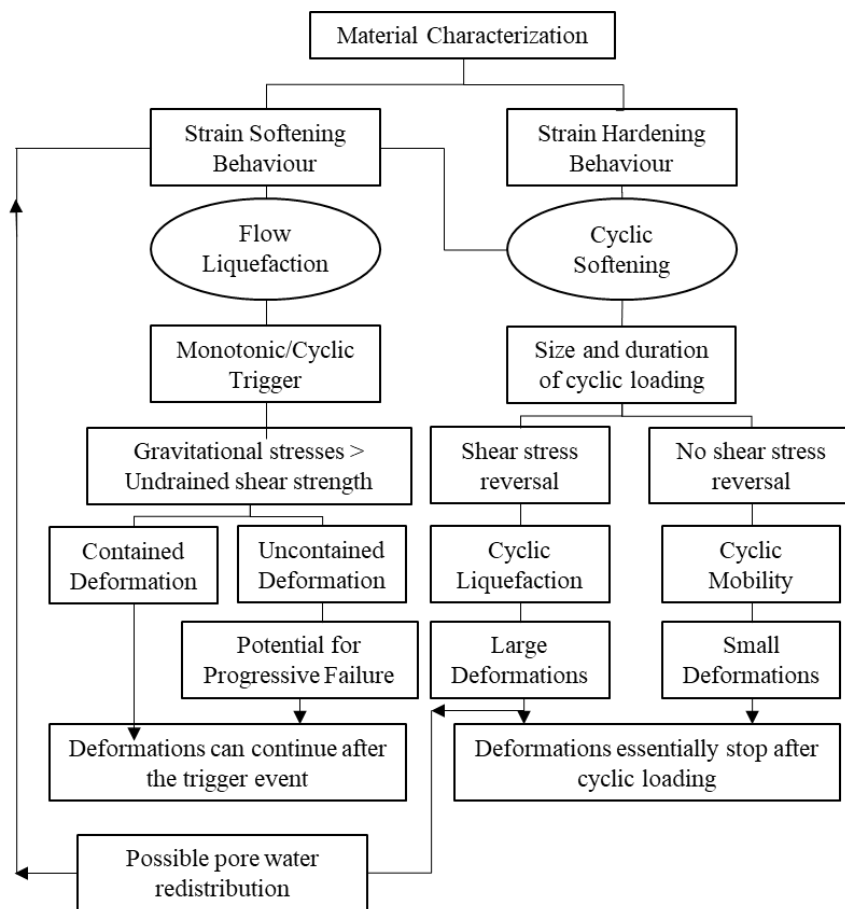 Material Characterization
Strain Softening
Behaviour
Strain Hardening
Behaviour
Flow
Liquefaction
Cyclic
Softening
Monotonic/Cyclic
Trigger
Size and duration
of cyclic loading
Gravitational stresses >
Undrained shear strength
Shear stress
reversal
No shear stress
reversal
Contained
Deformation
Uncontained
Deformation
Cyclic
Liquefaction
Cyclic
Mobility
Potential for
Progressive Failure
Large
Deformations
Small
Deformations
Deformations can continue after
the trigger event
Deformations essentially stop after
cyclic loading
Possible pore water
redistribution